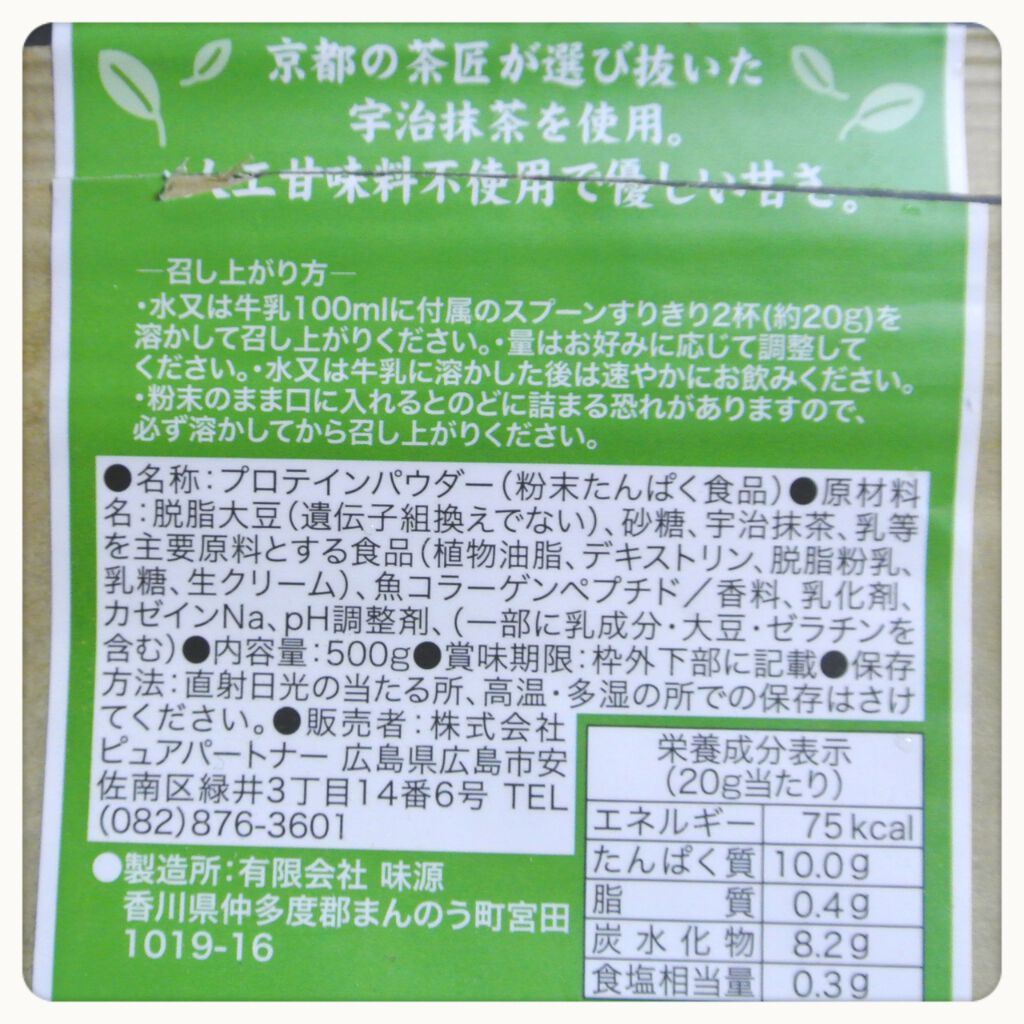 京都の茶匠が選び抜いた
宇治抹茶を使用。
人工甘味料不使用で優しい甘さ。
―召し上がり方―
・水又は牛乳100mlに付属のスプーンすりきり2杯(約20g)を
溶かして召し上がりください。・量はお好みに応じて調整して
ください。・水又は牛乳に溶かした後は速やかにお飲みください。
・粉末のまま口に入れるとのどに詰まる恐れがありますので、
必ず溶かしてから召し上がりください。
●名称：プロテインパウダー（粉末たんぱく食品）●原材料
名：脱脂大豆（遺伝子組換えでない）、砂糖、宇治抹茶、乳等
を主要原料とする食品（植物油脂、デキストリン、脱脂粉乳、
乳糖、生クリーム）、魚コラーゲンペプチド／香料、乳化剤、
カゼインNa、pH調整剤、（一部に乳成分・大豆・ゼラチンを
含む）●内容量：500g●賞味期限：枠外下部に記載●保存
方法：直射日光の当たる所、高温・多湿の所での保存はさけ
てください。●販売者：株式会社
ピュアパートナー 広島県広島市安
佐南区緑井3丁目14番6号 TEL
(082)876-3601
●製造所：有限会社 味源
香川県仲多度郡まんのう町宮田
1019-16
栄養成分表示
（20g当たり）
エネルギー 75kcal
たんぱく質 10.0g
脂質 0.4g
炭水化物 8.2g
食塩相当量 0.3g